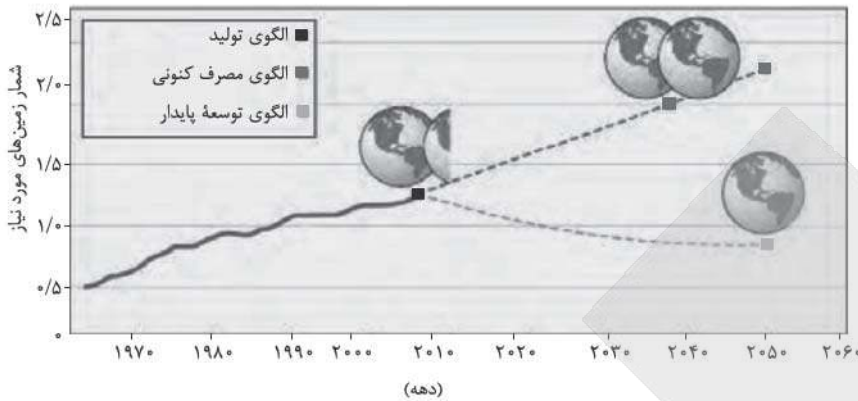 شمار زمین‌های مورد نیاز
۲/۵
۲/۰
۱/۵
۱/۰
۰/۵
۰
الگوی تولید
الگوی مصرف کنونی
الگوی توسعهٔ پایدار
۱۹۷۰ ۱۹۸۰ ۱۹۹۰ ۲۰۰۰ ۲۰۱۰ ۲۰۲۰ ۲۰۳۰ ۲۰۴۰ ۲۰۵۰ ۲۰۶۰
(دهه)